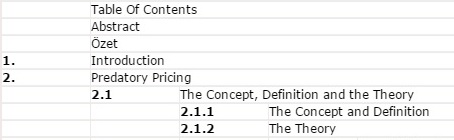 Table Of Contents
Abstract
Özet
1. Introduction
2. Predatory Pricing
2.1 The Concept, Definition and the Theory
2.1.1 The Concept and Definition
2.1.2 The Theory